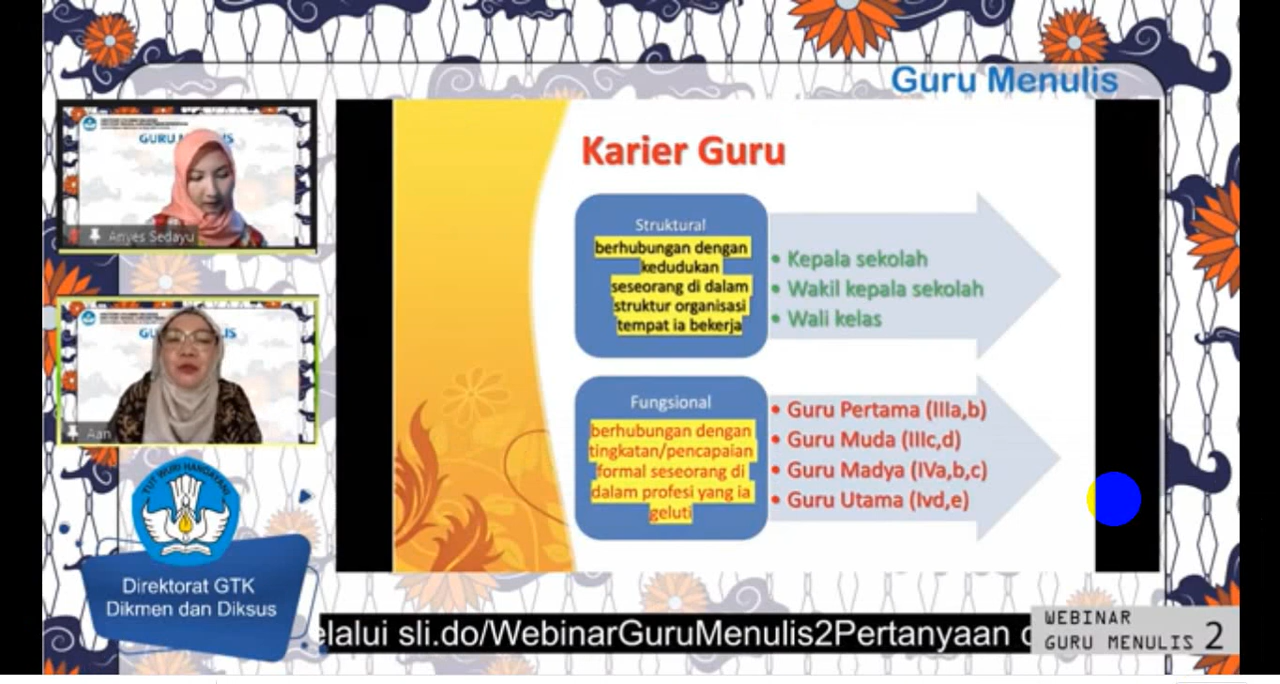 Guru Menulis
Karier Guru
Struktural
berhubungan dengan
kedudukan
seseorang di dalam
struktur organisasi
tempat ia bekerja
• Kepala sekolah
• Wakil kepala sekolah
• Wali kelas
Fungsional
berhubungan dengan
tingkatan/pencapaian
formal seseorang di
dalam profesi yang ia
geluti
• Guru Pertama (IIIa,b)
• Guru Muda (IIIc,d)
• Guru Madya (IVa,b,c)
• Guru Utama (Ivd,e)
Anyes Sedayu
Aan
TUT WURI HANDAYANI
Direktorat GTK
Dikmen dan Diksus
elalui sli.do/WebinarGuruMenulis2Pertanyaan
WEBINAR
GURU MENULIS 2